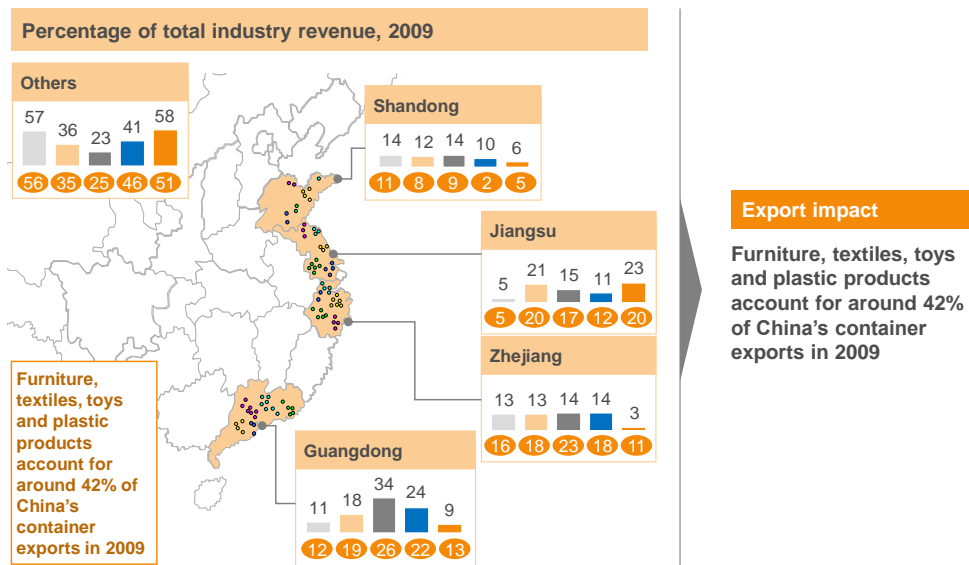 Percentage of total industry revenue, 2009
Others
57 36 23 41 58
56 35 25 46 51
Shandong
14 12 14 10 6
11 8 9 2 5
Jiangsu
5 21 15 11 23
5 20 17 12 20
Zhejiang
13 13 14 14 3
16 18 23 18 11
Guangdong
11 18 34 24 9
12 19 26 22 13
Furniture,
textiles, toys
and plastic
products
account for
around 42% of
China’s
container
exports in 2009
Export impact
Furniture, textiles, toys
and plastic products
account for around 42%
of China’s container
exports in 2009